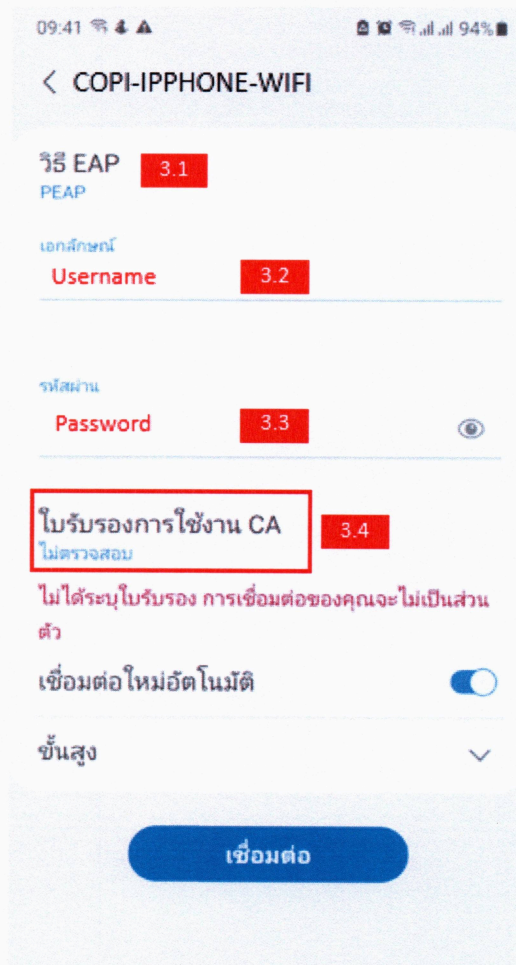 09:41 94%
COPI-IPPHONE-WIFI
วิธี EAP 3.1
PEAP
เอกลักษณ์
Username 3.2
รหัสผ่าน
Password 3.3
ใบรับรองการใช้งาน CA 3.4
ไม่ตรวจสอบ
ไม่ได้ระบุใบรับรอง การเชื่อมต่อของคุณจะไม่เป็นส่วน
ตัว
เชื่อมต่อใหม่อัตโนมัติ
ขั้นสูง
เชื่อมต่อ